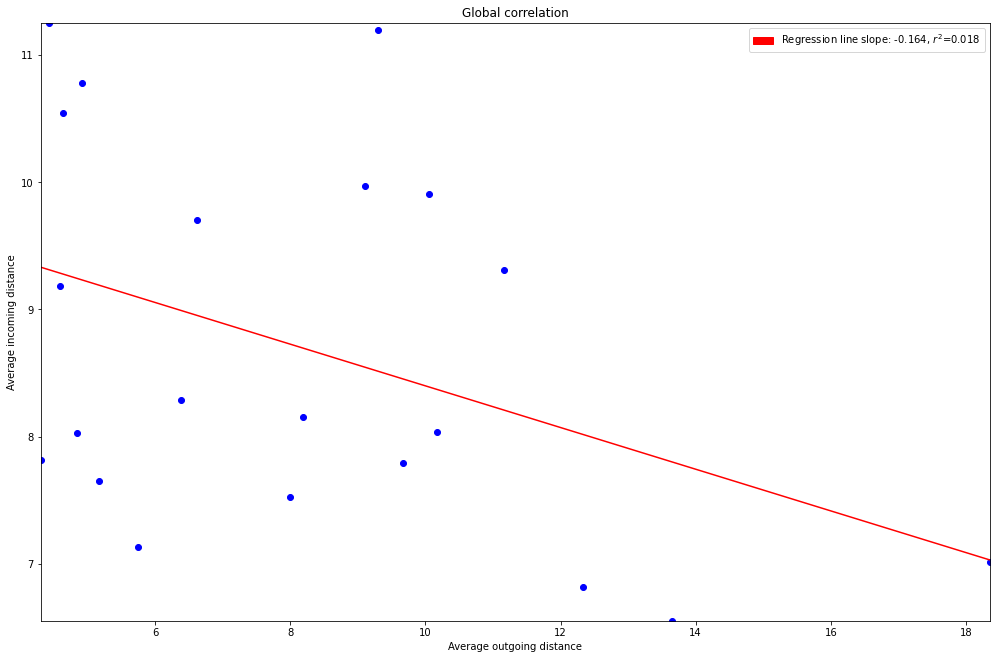 Global correlation
Regression line slope: -0.164, r²=0.018
11
10
9
8
7
Average incoming distance
6 8 10 12 14 16 18
Average outgoing distance